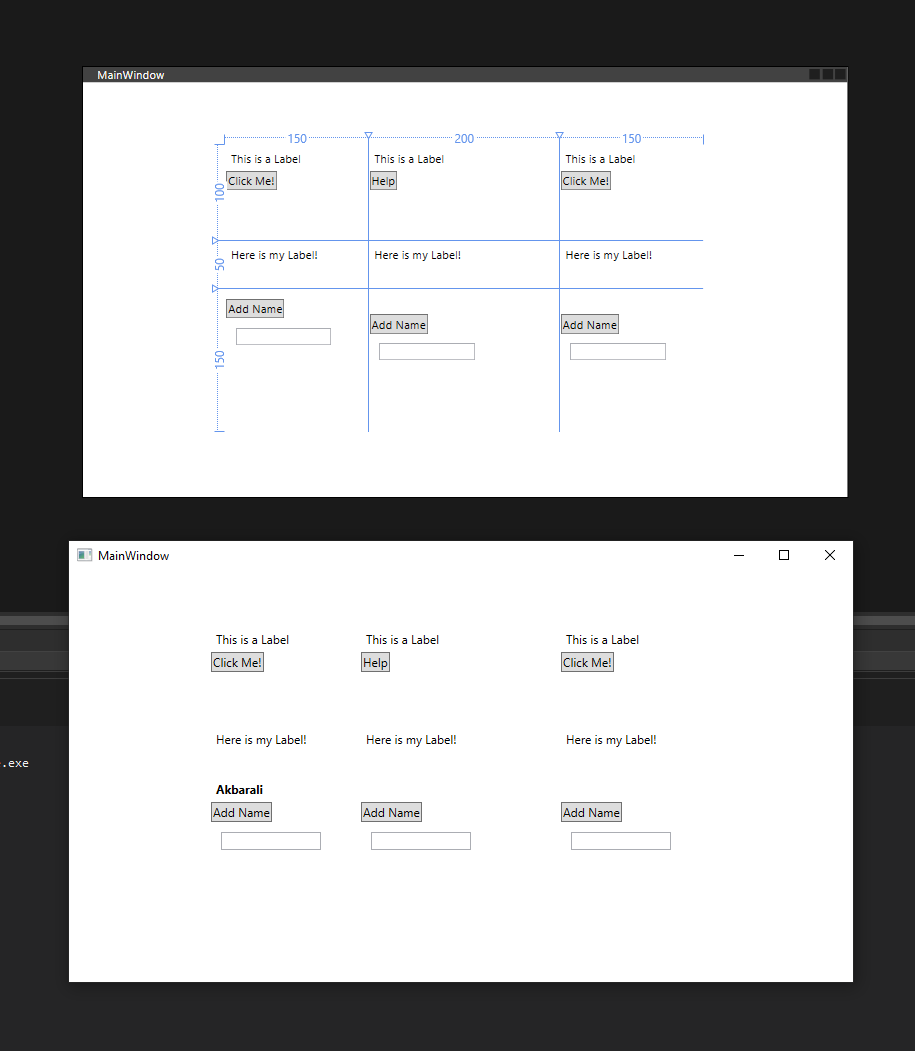 MainWindow
150 200 150
This is a Label This is a Label This is a Label
Click Me! Help Click Me!
100
Here is my Label! Here is my Label! Here is my Label!
50
Add Name
Add Name Add Name
150
MainWindow
This is a Label This is a Label This is a Label
Click Me! Help Click Me!
Here is my Label! Here is my Label! Here is my Label!
.exe
Akbarali
Add Name Add Name Add Name